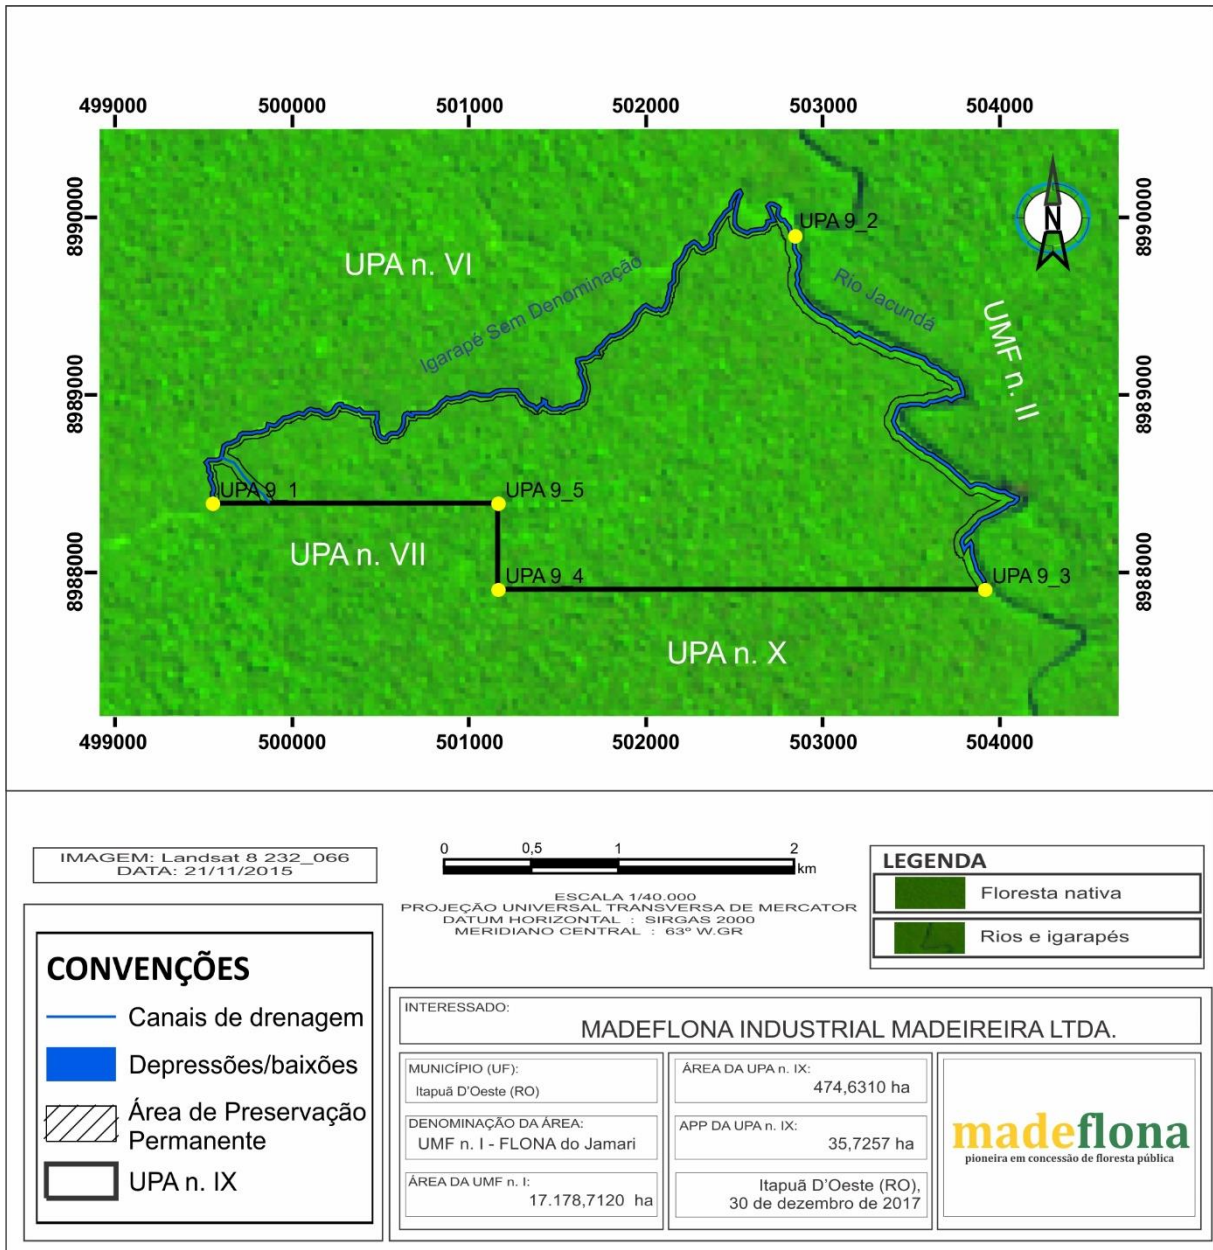 499000 500000 501000 502000 503000 504000
8990000
8990000
N
UPA 9_2
UPA n. VI
Igarapé Sem Denominação
Rio Jacundá
UMF n. II
8989000
8989000
UPA 9_1
UPA 9_5
UPA n. VII
8988000
8988000
UPA 9_4
UPA 9_3
UPA n. X
499000 500000 501000 502000 503000 504000
IMAGEM: Landsat 8 232_066
DATA: 21/11/2015
0 0,5 1 2
km
ESCALA 1/40.000
PROJEÇÃO UNIVERSAL TRANSVERSA DE MERCATOR
DATUM HORIZONTAL : SIRGAS 2000
MERIDIANO CENTRAL : 63º W.GR
LEGENDA
Floresta nativa
Rios e igarapés
CONVENÇÕES
Canais de drenagem
Depressões/baixões
Área de Preservação
Permanente
UPA n. IX
INTERESSADO:
MADEFLONA INDUSTRIAL MADEIREIRA LTDA.
MUNICÍPIO (UF):
Itapuã D'Oeste (RO)
DENOMINAÇÃO DA ÁREA:
UMF n. I - FLONA do Jamari
ÁREA DA UMF n. I:
17.178,7120 ha
ÁREA DA UPA n. IX:
474,6310 ha
APP DA UPA n. IX:
35,7257 ha
Itapuã D'Oeste (RO),
30 de dezembro de 2017
madeflona
pioneira em concessão de floresta pública